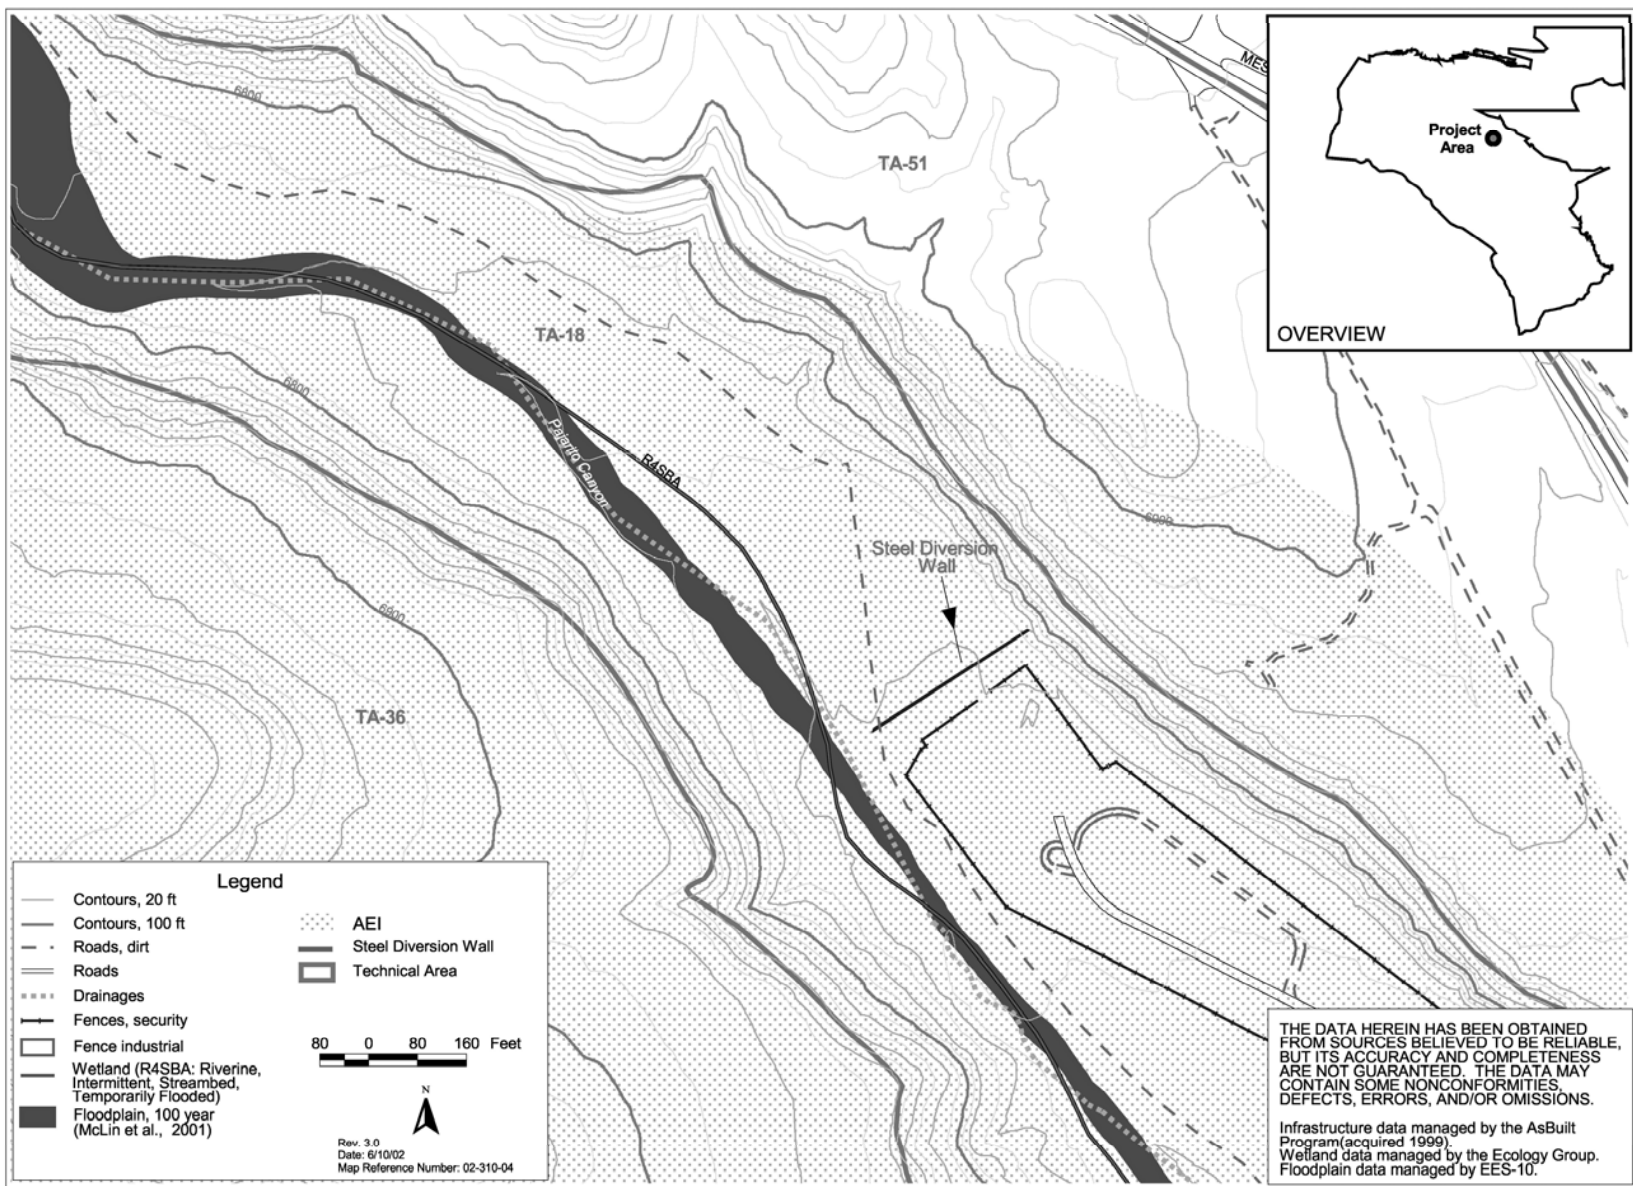 MES
Project
Area
OVERVIEW
6800
TA-51
TA-18
6800
Pajarito Canyon
R4SBA
6900
Steel Diversion
Wall
6900
TA-36
Legend
Contours, 20 ft
Contours, 100 ft
Roads, dirt
Roads
Drainages
Fences, security
Fence industrial
Wetland (R4SBA: Riverine,
Intermittent, Streambed,
Temporarily Flooded)
Floodplain, 100 year
(McLin et al., 2001)
AEI
Steel Diversion Wall
Technical Area
80 0 80 160 Feet
N
Rev. 3.0
Date: 6/10/02
Map Reference Number: 02-310-04
THE DATA HEREIN HAS BEEN OBTAINED
FROM SOURCES BELIEVED TO BE RELIABLE,
BUT ITS ACCURACY AND COMPLETENESS
ARE NOT GUARANTEED. THE DATA MAY
CONTAIN SOME NONCONFORMITIES,
DEFECTS, ERRORS, AND/OR OMISSIONS.
Infrastructure data managed by the AsBuilt
Program(acquired 1999).
Wetland data managed by the Ecology Group.
Floodplain data managed by EES-10.